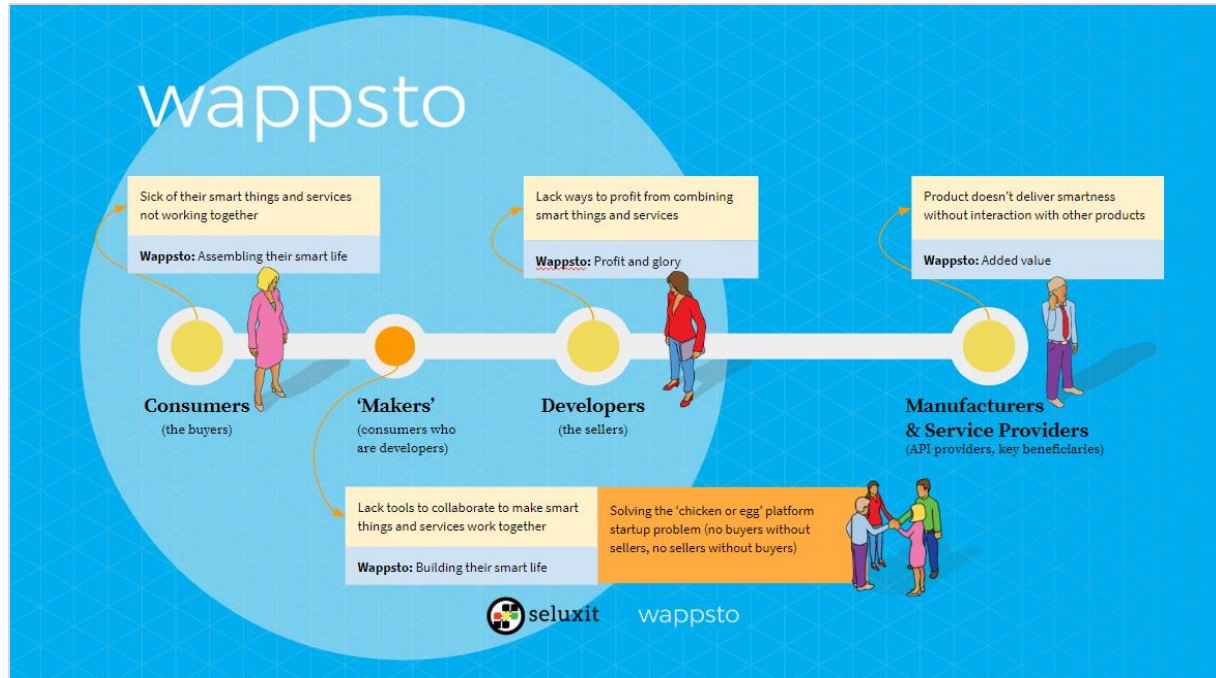 wappsto
Sick of their smart things and services
not working together
Wappsto: Assembling their smart life
Lack ways to profit from combining
smart things and services
Wappsto: Profit and glory
Product doesn't deliver smartness
without interaction with other products
Wappsto: Added value
Consumers
(the buyers)
'Makers'
(consumers who
are developers)
Developers
(the sellers)
Manufacturers
& Service Providers
(API providers, key beneficiaries)
Lack tools to collaborate to make smart
things and services work together
Wappsto: Building their smart life
Solving the 'chicken or egg' platform
startup problem (no buyers without
sellers, no sellers without buyers)
seluxit
wappsto